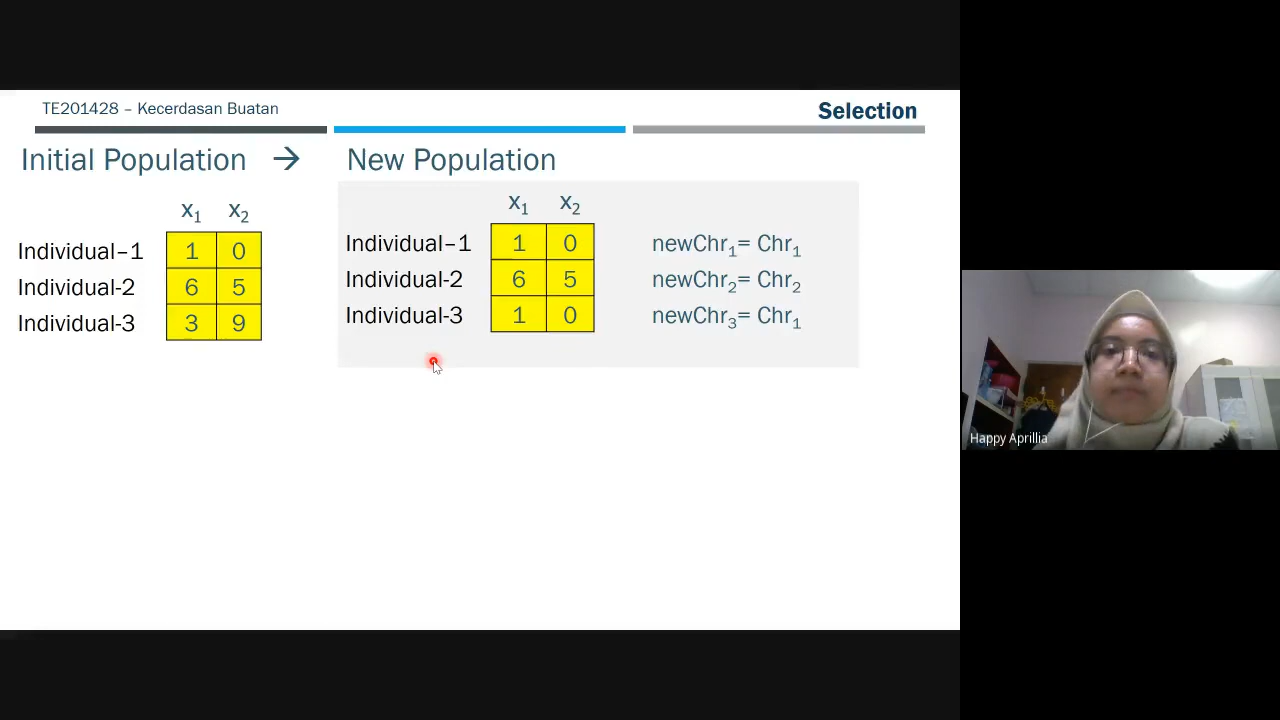 TE201428 – Kecerdasan Buatan
Selection
Initial Population → New Population
x1 x2
Individual–1 1 0
Individual-2 6 5
Individual-3 3 9
x1 x2
Individual–1 1 0 newChr1= Chr1
Individual-2 6 5 newChr2= Chr2
Individual-3 1 0 newChr3= Chr1
Happy Aprillia